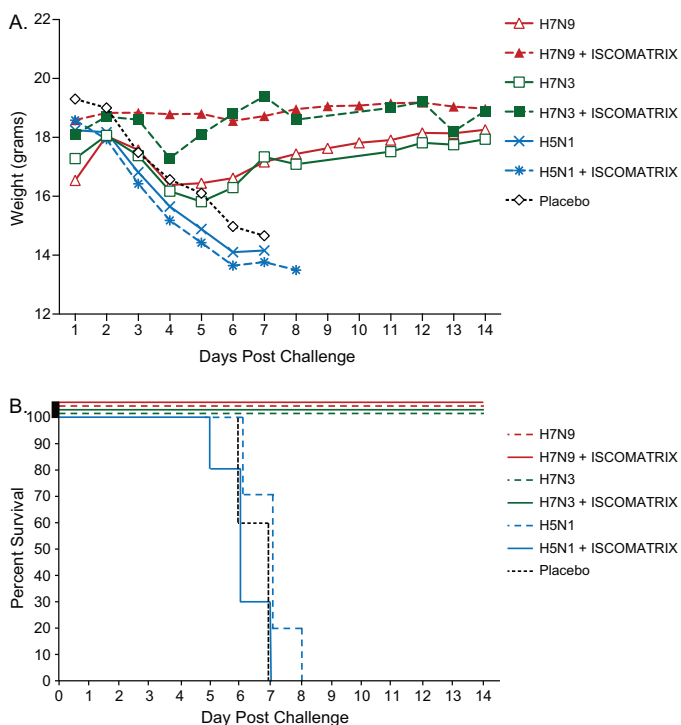 A.
Weight (grams)
22
20
18
16
14
12
1 2 3 4 5 6 7 8 9 10 11 12 13 14
Days Post Challenge
H7N9
H7N9 + ISCOMATRIX
H7N3
H7N3 + ISCOMATRIX
H5N1
H5N1 + ISCOMATRIX
Placebo
B.
Percent Survival
100
90
80
70
60
50
40
30
20
10
0
0 1 2 3 4 5 6 7 8 9 10 11 12 13 14
Day Post Challenge
H7N9
H7N9 + ISCOMATRIX
H7N3
H7N3 + ISCOMATRIX
H5N1
H5N1 + ISCOMATRIX
Placebo